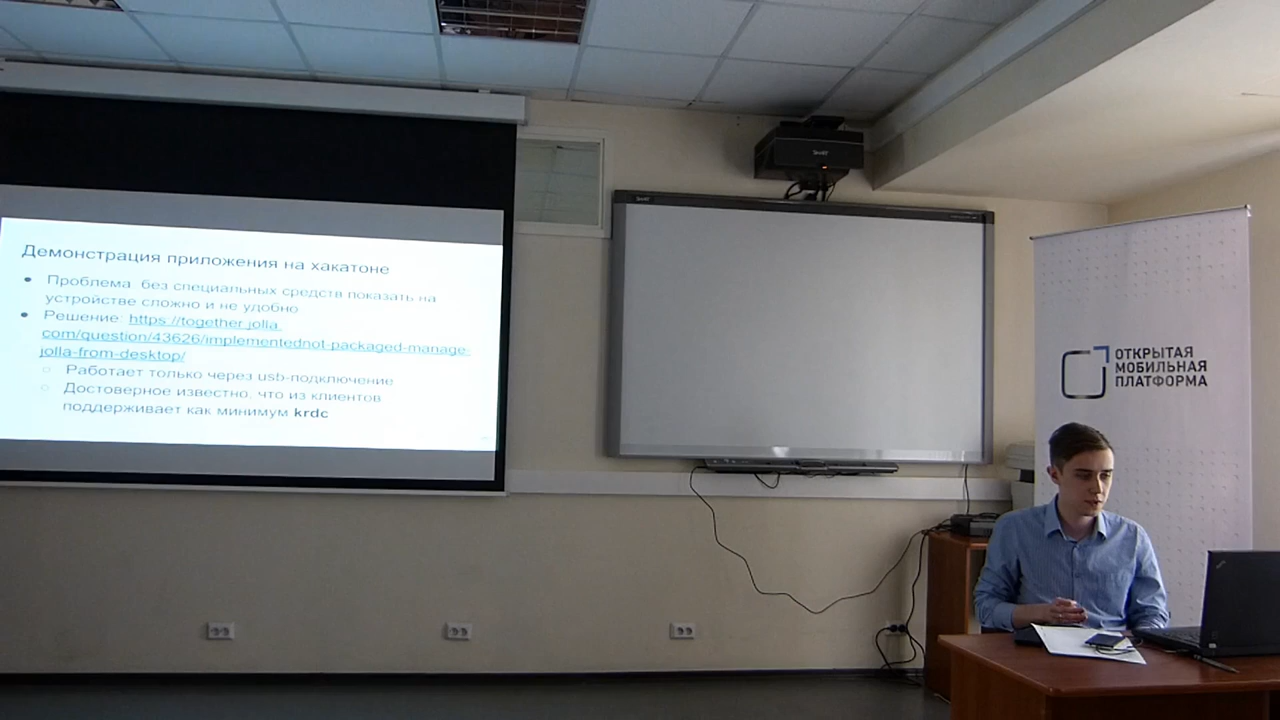 Демонстрация приложения на хакатоне
Проблема без специальных средств показать на
устройстве сложно и не удобно
Решение: https://together.jolla.
com/question/43626/implementednot-packaged-manage-
jolla-from-desktop/
Работает только через usb-подключение
Достоверное известно, что из клиентов
поддерживает как минимум krdc
ОТКРЫТАЯ
МОБИЛЬНАЯ
ПЛАТФОРМА